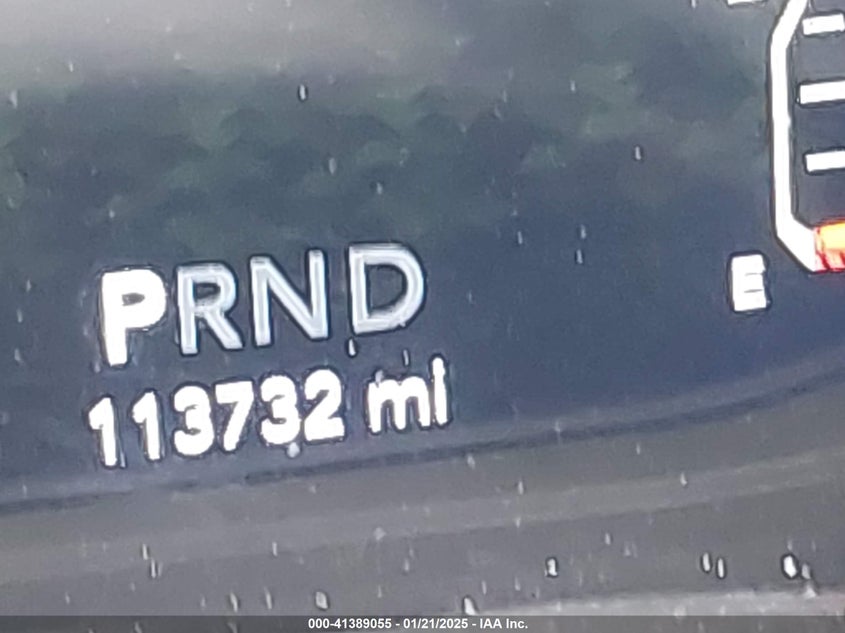 PRND
113732 mi
E
000-41389055 - 01/21/2025 - IAA Inc.